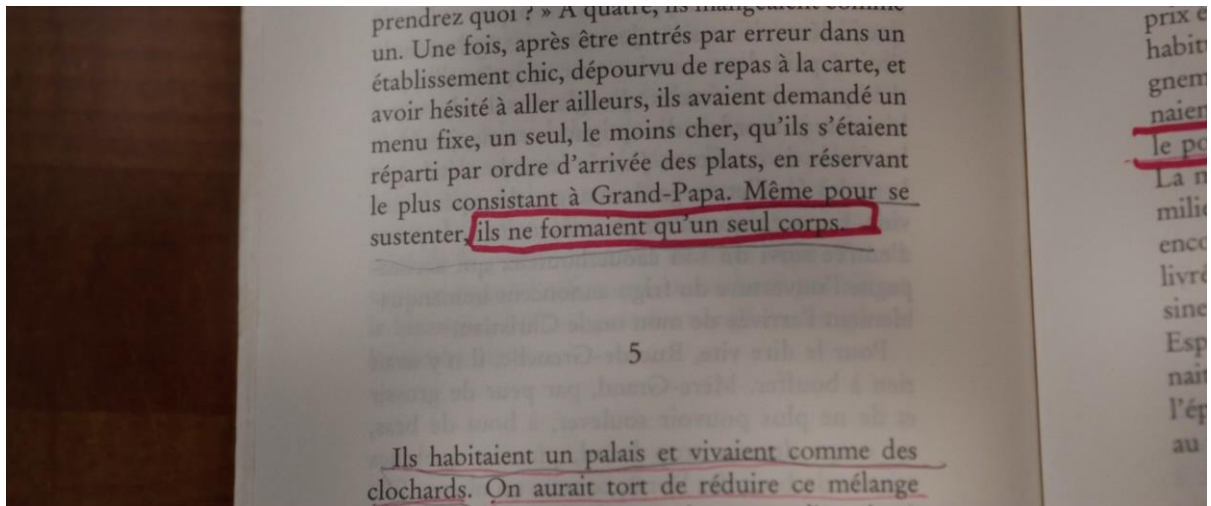 prendrez quoi ? » À quatre, ils mangeaient comme
un. Une fois, après être entrés par erreur dans un
établissement chic, dépourvu de repas à la carte, et
avoir hésité à aller ailleurs, ils avaient demandé un
menu fixe, un seul, le moins cher, qu’ils s’étaient
réparti par ordre d’arrivée des plats, en réservant
le plus consistant à Grand-Papa. Même pour se
sustenter, ils ne formaient qu’un seul corps.
5
Ils habitaient un palais et vivaient comme des
clochards. On aurait tort de réduire ce mélange
prix
habit
gnem
naien
le po
La
milie
enco
livré
sine
Esp
nait
l’ép
au